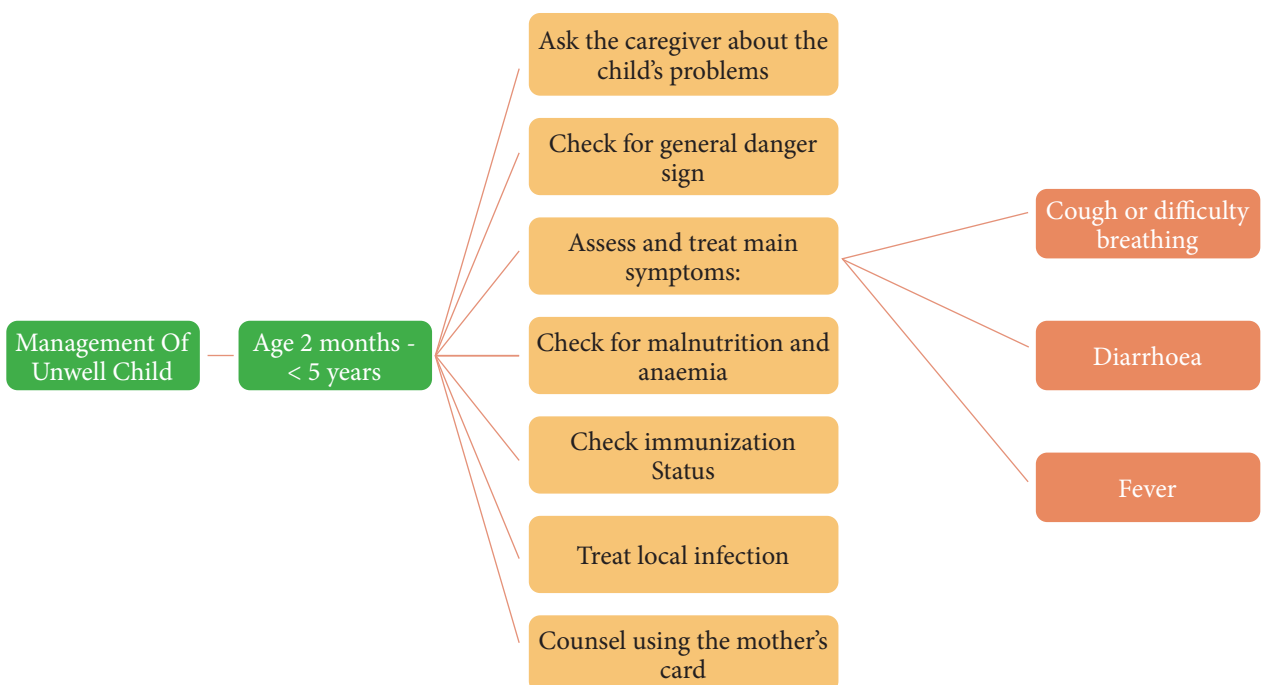 Management Of
Unwell Child
Age 2 months -
< 5 years
Ask the caregiver about the
child's problems
Check for general danger
sign
Assess and treat main
symptoms:
Check for malnutrition and
anaemia
Check immunization
Status
Treat local infection
Counsel using the mother's
card
Cough or difficulty
breathing
Diarrhoea
Fever